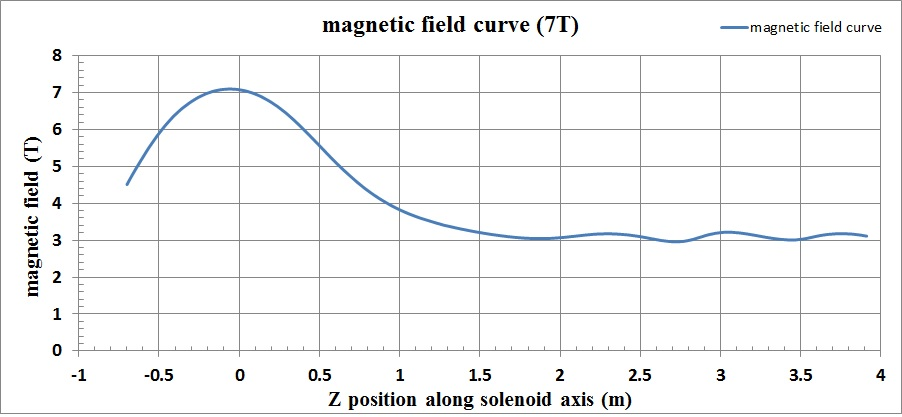 magnetic field curve (7T)
magnetic field curve
8
7
6
5
4
3
2
1
0
magnetic field (T)
-1 -0.5 0 0.5 1 1.5 2 2.5 3 3.5 4
Z position along solenoid axis (m)